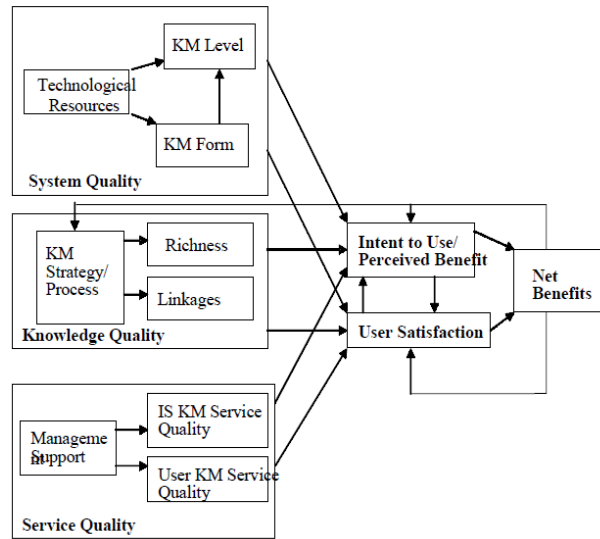 KM Level
Technological
Resources
KM Form
System Quality
KM
Strategy/
Process
Richness
Linkages
Knowledge Quality
Intent to Use/
Perceived Benefit
User Satisfaction
Net
Benefits
Manageme
nt
Support
IS KM Service
Quality
User KM Service
Quality
Service Quality